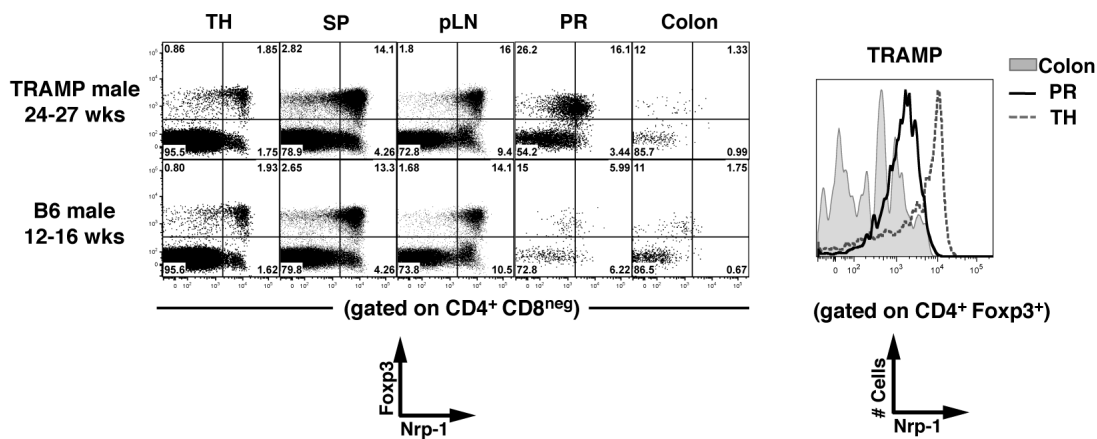 TH SP pLN PR Colon
TRAMP male
24-27 wks
0.86 1.85 2.82 14.1 1.8 16 26.2 16.1 12 1.33
95.5 1.75 78.9 4.26 72.8 9.4 54.2 3.44 85.7 0.99
B6 male
12-16 wks
0.80 1.93 2.65 13.3 1.68 14.1 15 5.99 11 1.75
95.6 1.62 79.8 4.26 73.8 10.5 72.8 6.22 86.5 0.67
(gated on CD4⁺ CD8ⁿᵉᵍ)
Foxp3
Nrp-1
TRAMP
Colon
PR
TH
0 10² 10³ 10⁴ 10⁵
(gated on CD4⁺ Foxp3⁺)
# Cells
Nrp-1